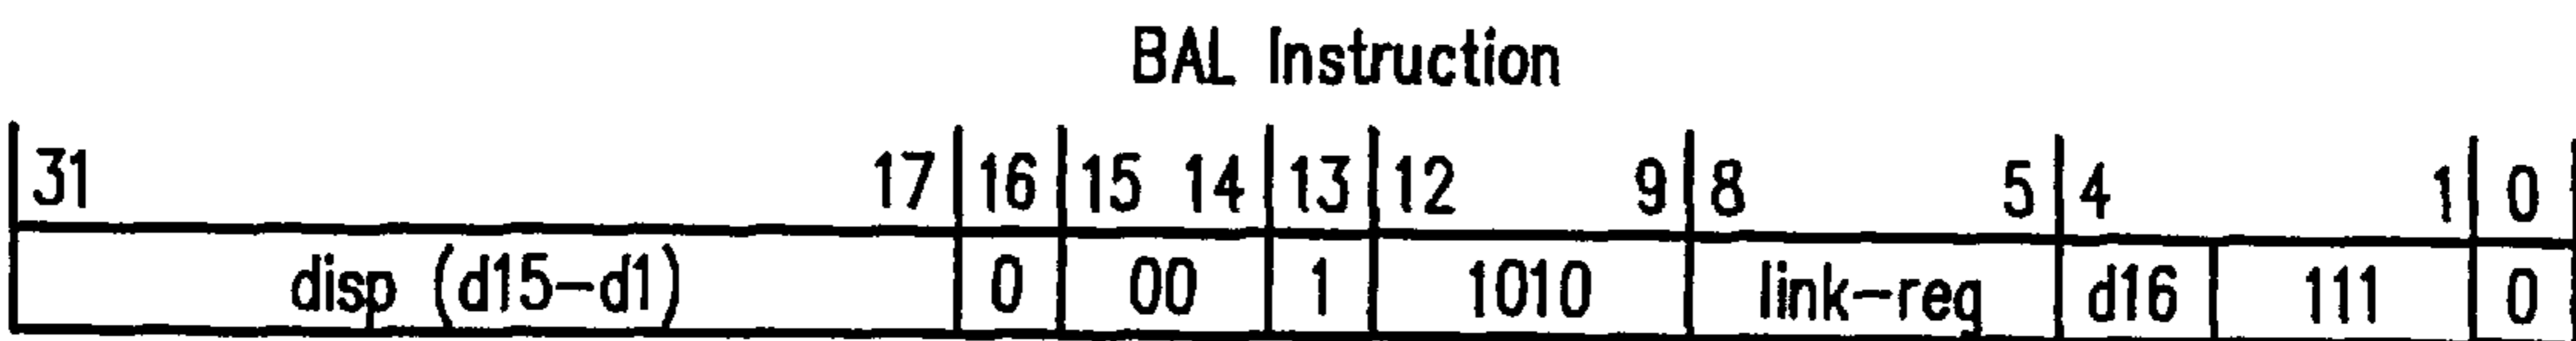 BAL Instruction
31 17 16 15 14 13 12 9 8 5 4 1 0
disp (d15-d1) 0 00 1 1010 link-reg d16 111 0